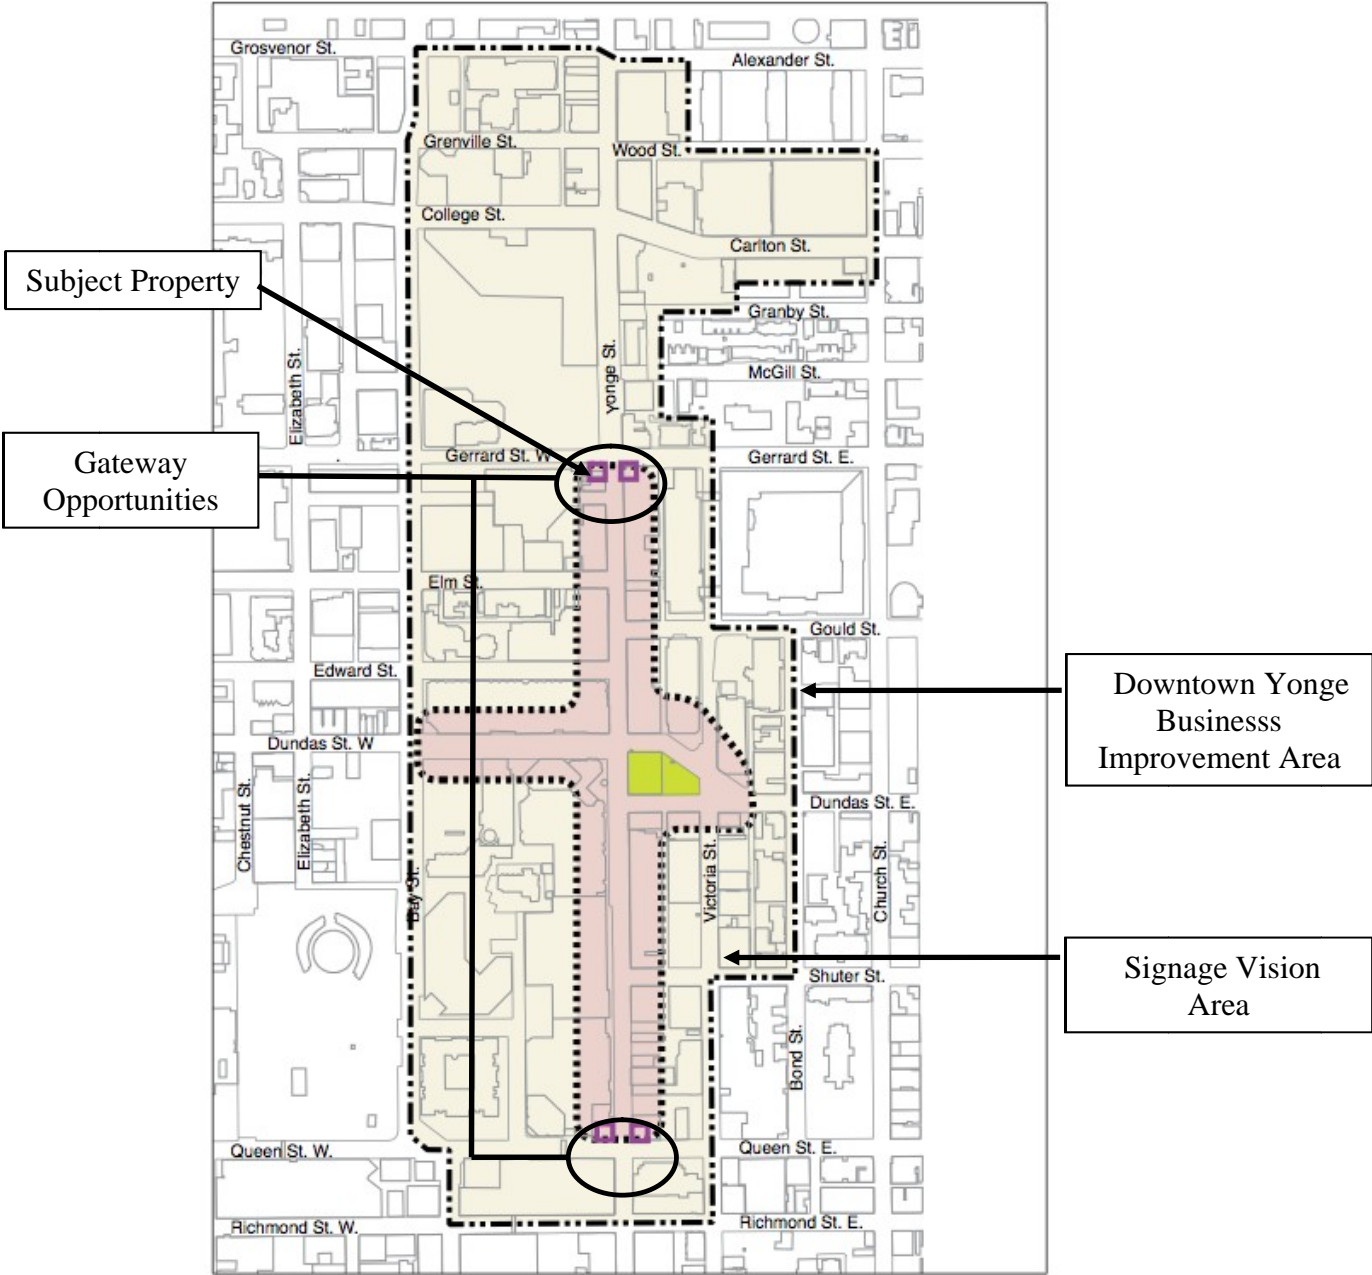 Grosvenor St.
Alexander St.
Grenville St.
Wood St.
College St.
Carlton St.
Subject Property
Granby St.
Yonge St.
Elizabeth St.
McGill St.
Gateway
Opportunities
Gerrard St. W
Gerrard St. E.
Elm St.
Gould St.
Edward St.
Downtown Yonge
Businesss
Improvement Area
Dundas St. W
Chestnut St.
Elizabeth St.
Dundas St. E.
Bay St.
Victoria St.
Church St.
Signage Vision
Area
Shuter St.
Bond St.
Queen St. W.
Queen St. E.
Richmond St. W.
Richmond St. E.